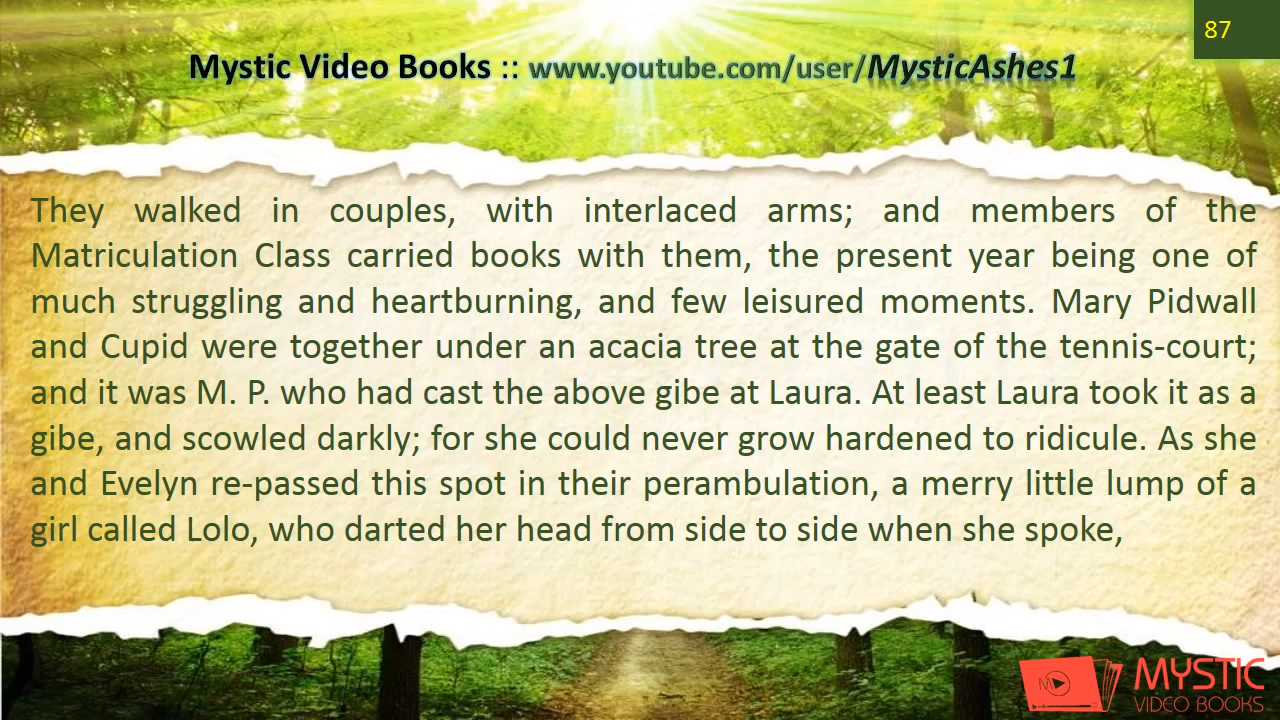 87
Mystic Video Books :: www.youtube.com/user/MysticAshes1
They walked in couples, with interlaced arms; and members of the
Matriculation Class carried books with them, the present year being one of
much struggling and heartburning, and few leisured moments. Mary Pidwall
and Cupid were together under an acacia tree at the gate of the tennis-court;
and it was M. P. who had cast the above gibe at Laura. At least Laura took it as a
gibe, and scowled darkly; for she could never grow hardened to ridicule. As she
and Evelyn re-passed this spot in their perambulation, a merry little lump of a
girl called Lolo, who darted her head from side to side when she spoke,
MYSTIC
VIDEO BOOKS